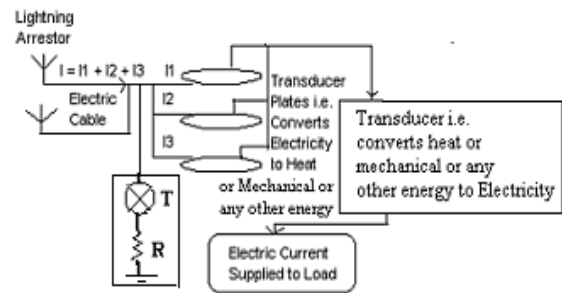 Lightning
Arrestor
I = I1 + I2 + I3
I1
Electric
Cable
I2
I3
Transducer
Plates i.e.
Converts
Electricity
to Heat
or Mechanical or
any other energy
Transducer i.e.
converts heat or
mechanical or any
other energy to Electricity
T
R
Electric Current
Supplied to Load